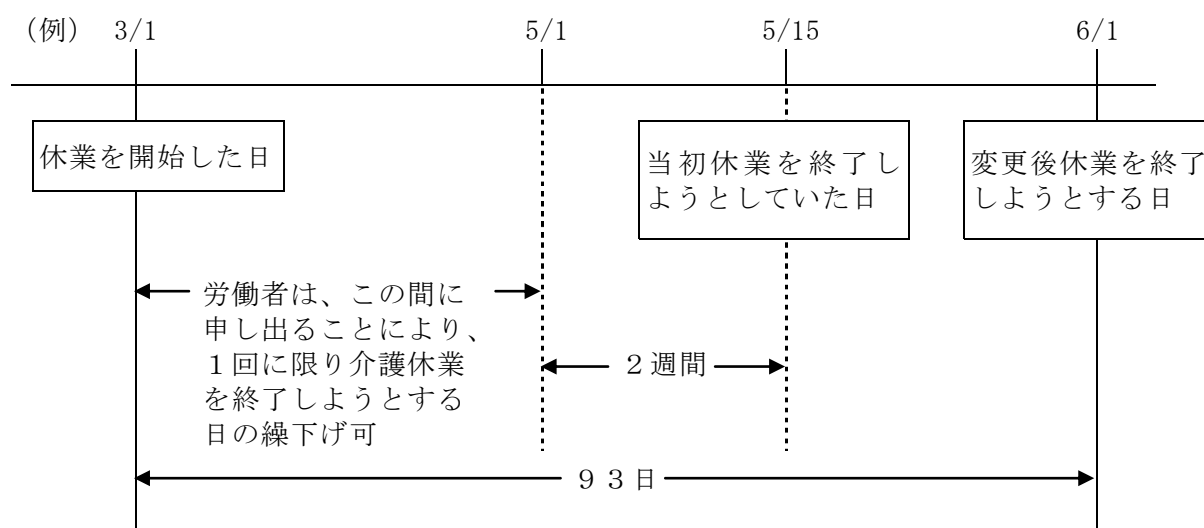 (例) 3/1 5/1 5/15 6/1
休業を開始した日
当初休業を終了し
ようとしていた日
変更後休業を終了
しようとする日
労働者は、この間に
申し出ることにより、
１回に限り介護休業
を終了しようとする
日の繰下げ可
２週間
９３日